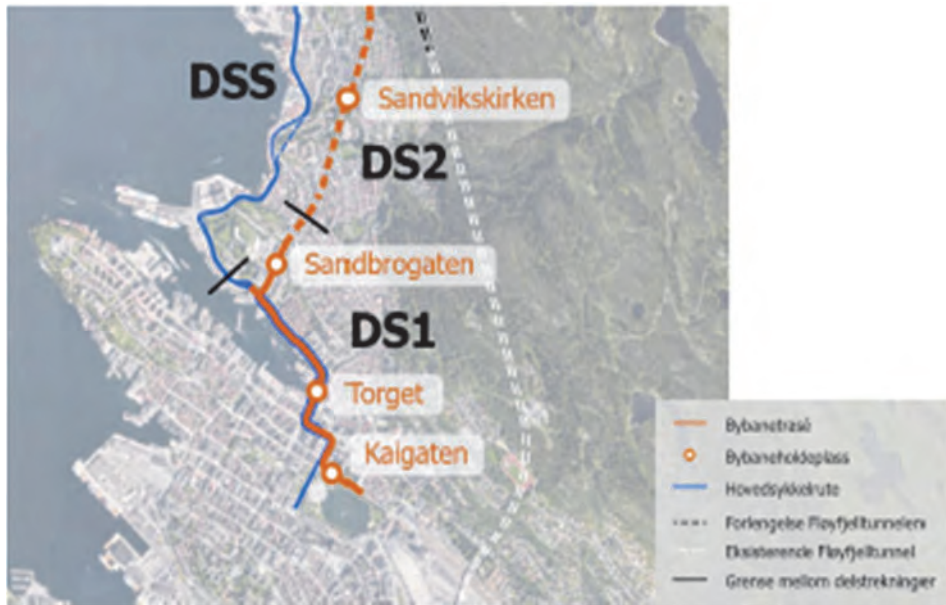 DSS
Sandvikskirken
DS2
Sandbrogaten
DS1
Torget
Kaigaten
Bybanetrasé
Bybaneholdeplass
Hovedsykkelrute
Forlengelse Fløyfjelltunnelen
Eksisterende Fløyfjelltunnel
Grense mellom delstrekninger